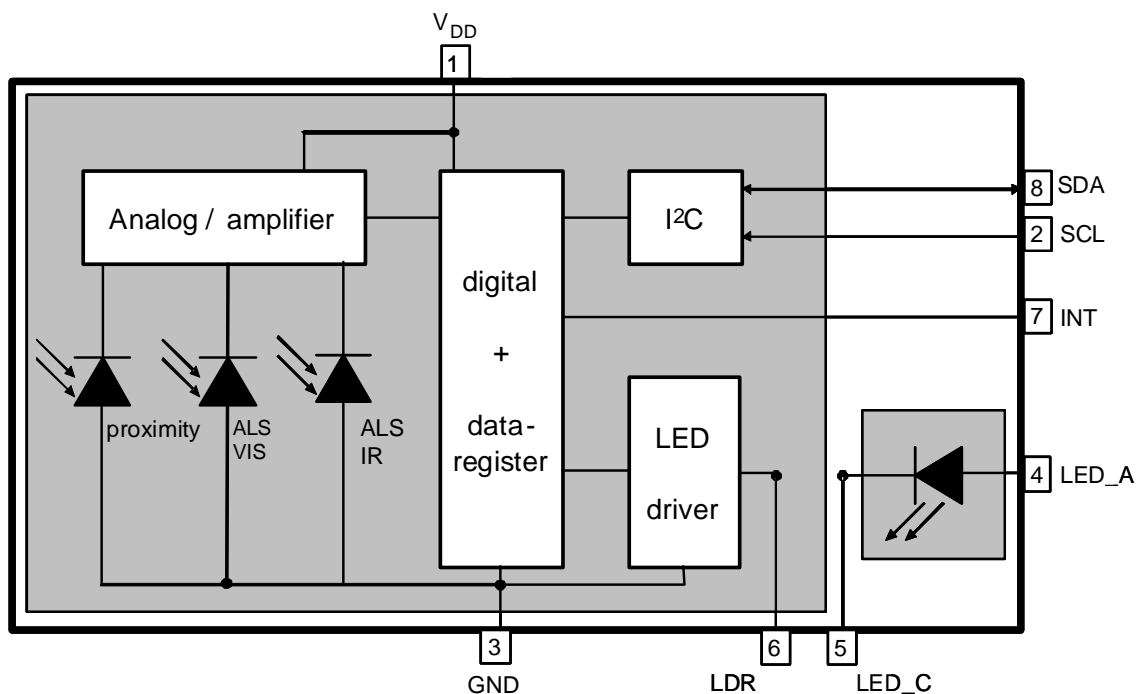 VDD
1
Analog / amplifier
I²C
8 SDA
2 SCL
digital
+
data-
register
7 INT
proximity
ALS
VIS
ALS
IR
LED
driver
4 LED_A
3
GND
6
LDR
5
LED_C